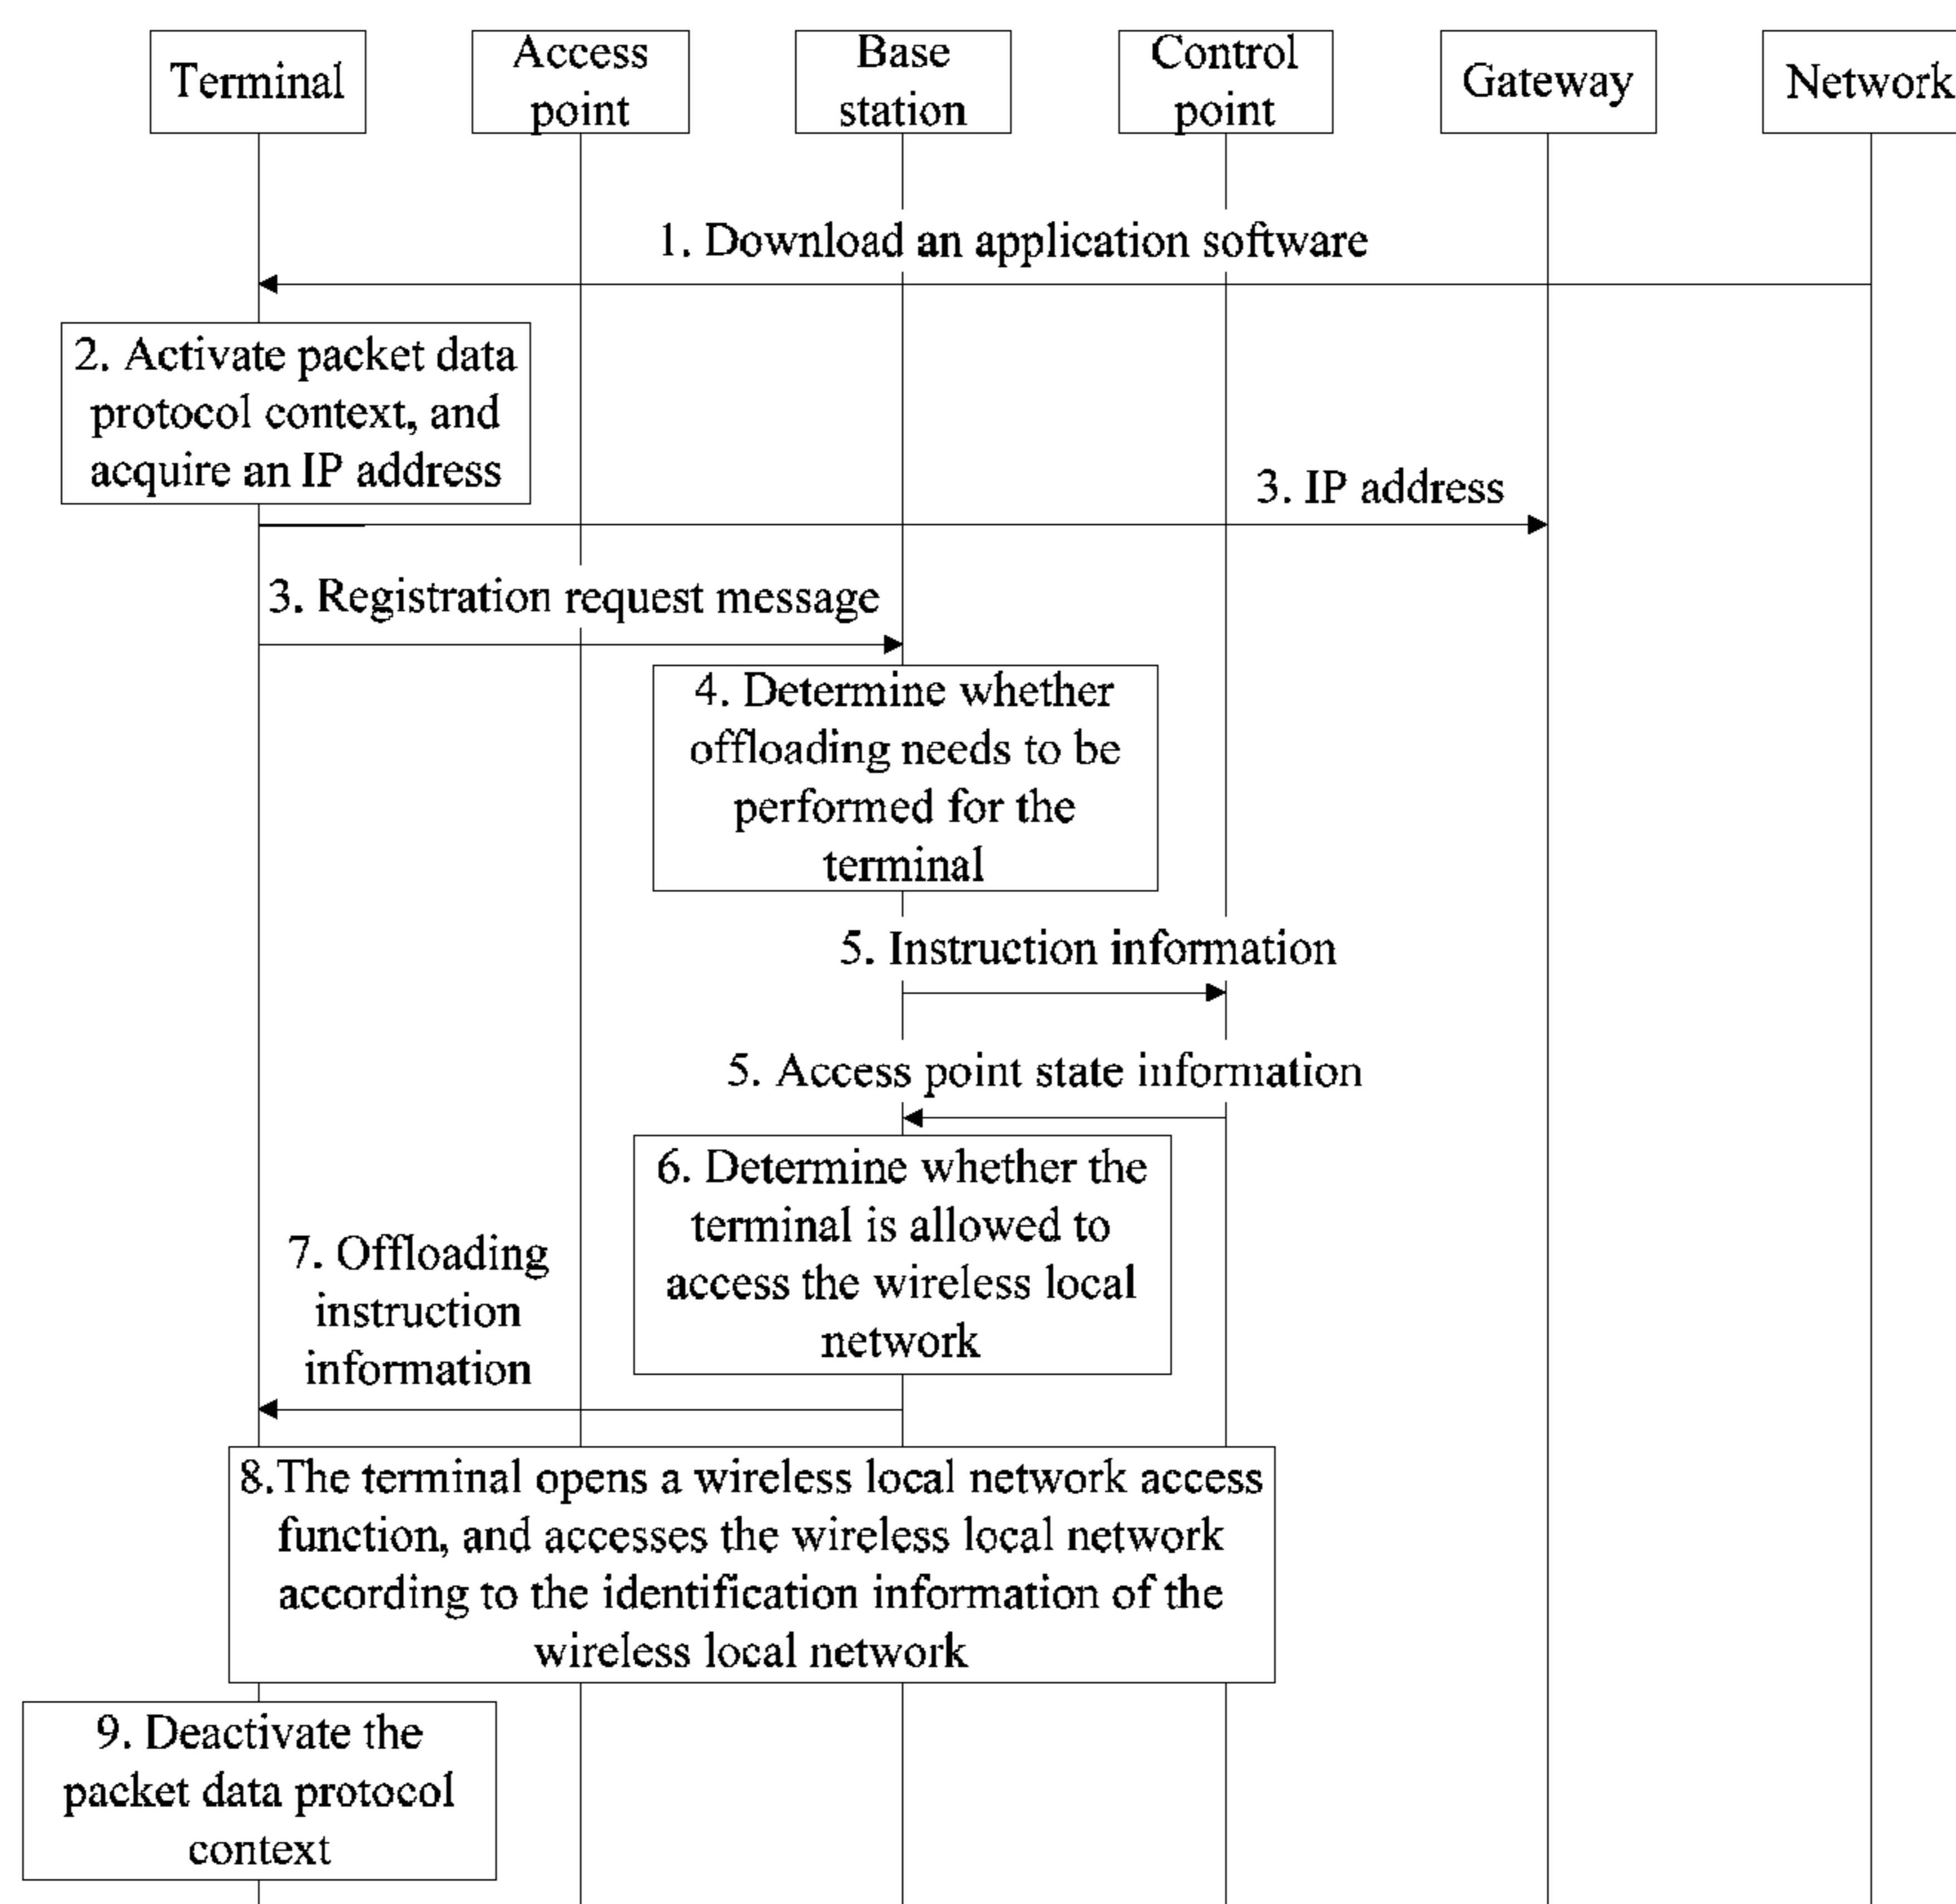 Terminal
Access
point
Base
station
Control
point
Gateway
Network
1. Download an application software
2. Activate packet data
protocol context, and
acquire an IP address
3. IP address
3. Registration request message
4. Determine whether
offloading needs to be
performed for the
terminal
5. Instruction information
5. Access point state information
6. Determine whether the
terminal is allowed to
access the wireless local
network
7. Offloading
instruction
information
8.The terminal opens a wireless local network access
function, and accesses the wireless local network
according to the identification information of the
wireless local network
9. Deactivate the
packet data protocol
context